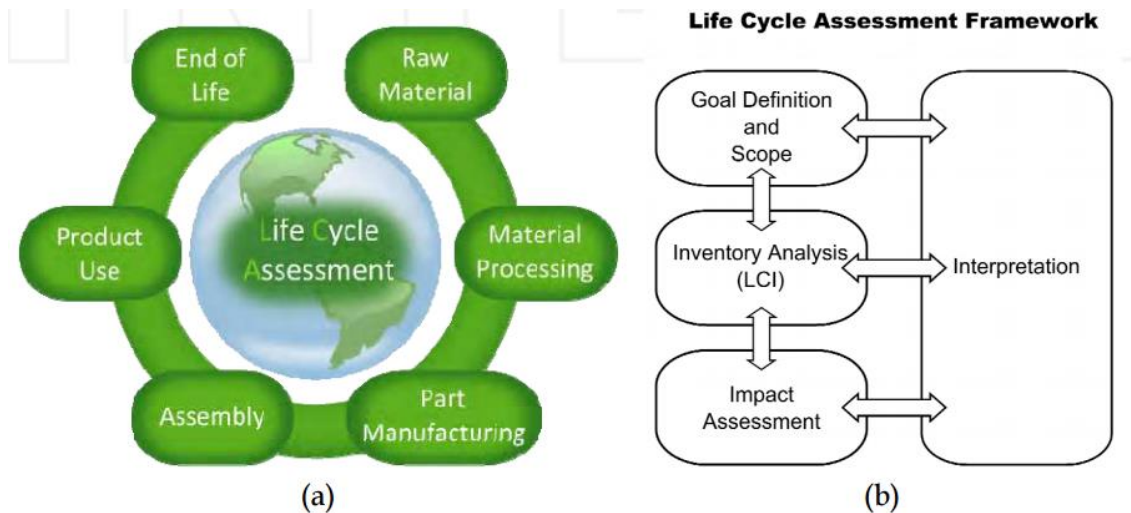 End of
Life
Raw
Material
Product
Use
Life Cycle
Assessment
Material
Processing
Assembly
Part
Manufacturing
(a)
Life Cycle Assessment Framework
Goal Definition
and
Scope
Inventory Analysis
(LCI)
Interpretation
Impact
Assessment
(b)